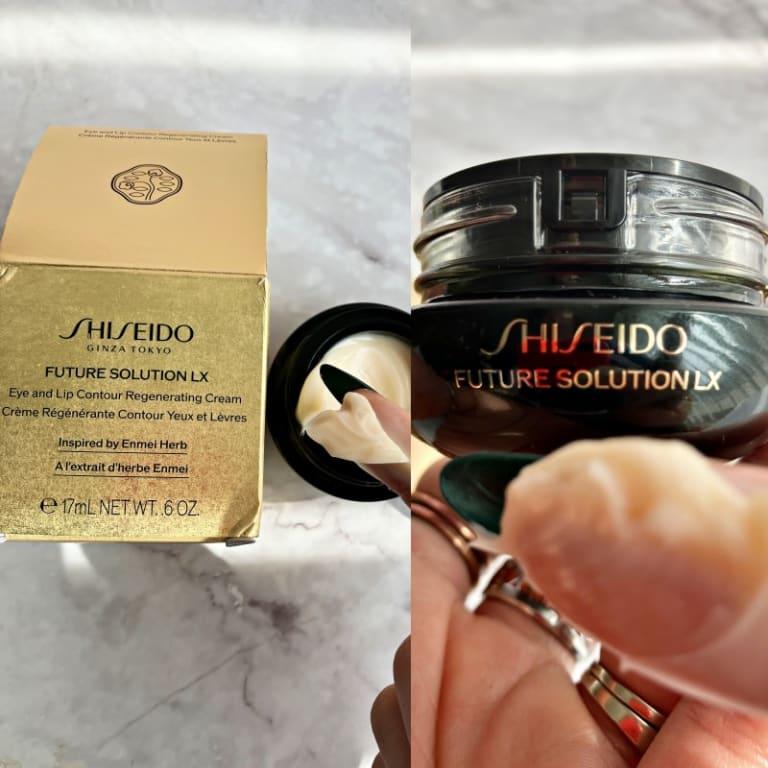 Eye and Lip Contour Regenerating Cream
Crème Régénérante Contour Yeux et Lèvres
SHISEIDO
GINZA TOKYO
FUTURE SOLUTION LX
Eye and Lip Contour Regenerating Cream
Crème Régénérante Contour Yeux et Lèvres
Inspired by Enmei Herb
A l'extrait d'herbe Enmei
℮ 17mL NET WT. .6 OZ.
SHISEIDO
FUTURE SOLUTION LX